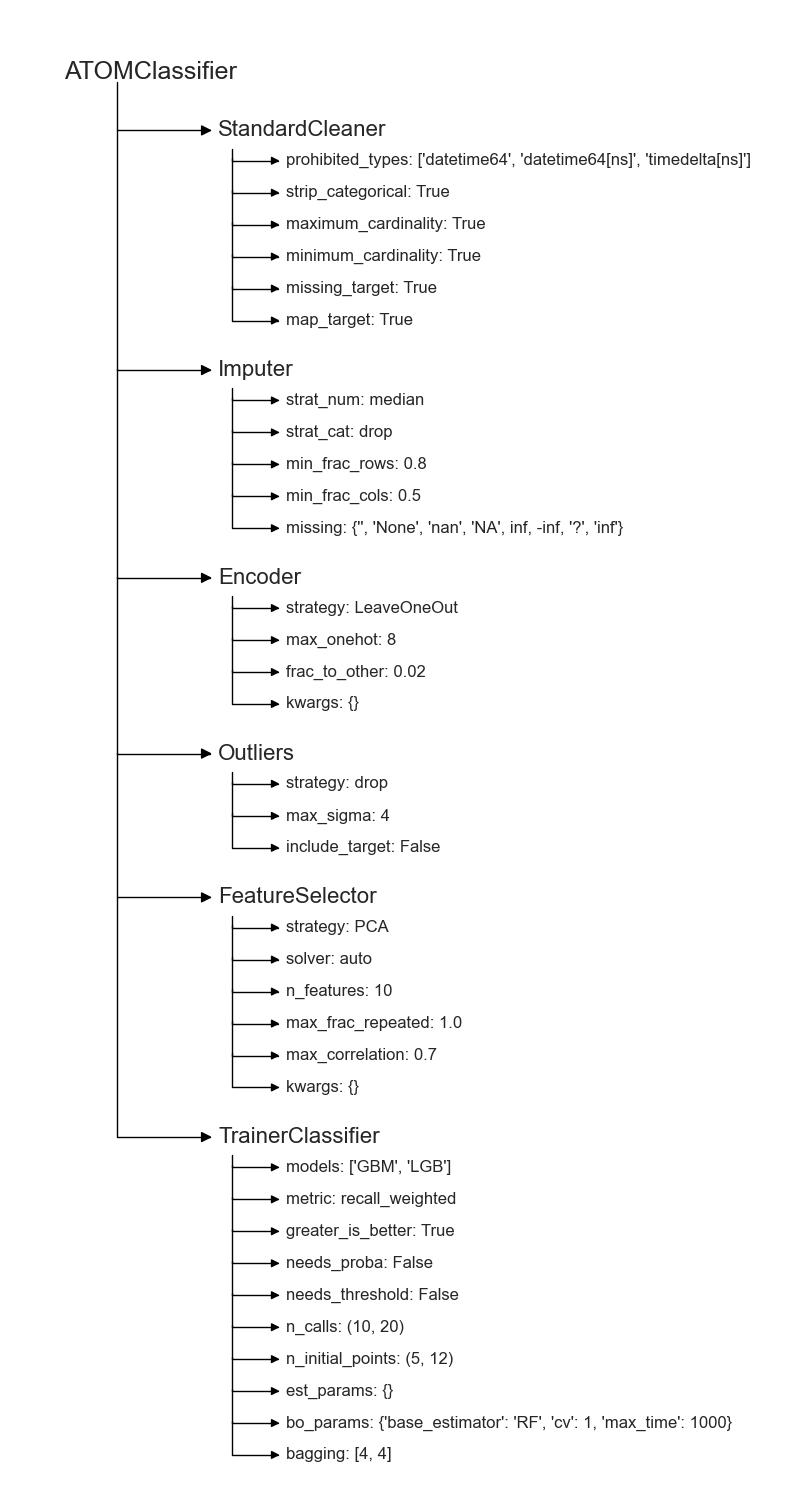 ATOMClassifier
StandardCleaner
prohibited_types: ['datetime64', 'datetime64[ns]', 'timedelta[ns]']
strip_categorical: True
maximum_cardinality: True
minimum_cardinality: True
missing_target: True
map_target: True
Imputer
strat_num: median
strat_cat: drop
min_frac_rows: 0.8
min_frac_cols: 0.5
missing: {'', 'None', 'nan', 'NA', inf, -inf, '?', 'inf'}
Encoder
strategy: LeaveOneOut
max_onehot: 8
frac_to_other: 0.02
kwargs: {}
Outliers
strategy: drop
max_sigma: 4
include_target: False
FeatureSelector
strategy: PCA
solver: auto
n_features: 10
max_frac_repeated: 1.0
max_correlation: 0.7
kwargs: {}
TrainerClassifier
models: ['GBM', 'LGB']
metric: recall_weighted
greater_is_better: True
needs_proba: False
needs_threshold: False
n_calls: (10, 20)
n_initial_points: (5, 12)
est_params: {}
bo_params: {'base_estimator': 'RF', 'cv': 1, 'max_time': 1000}
bagging: [4, 4]